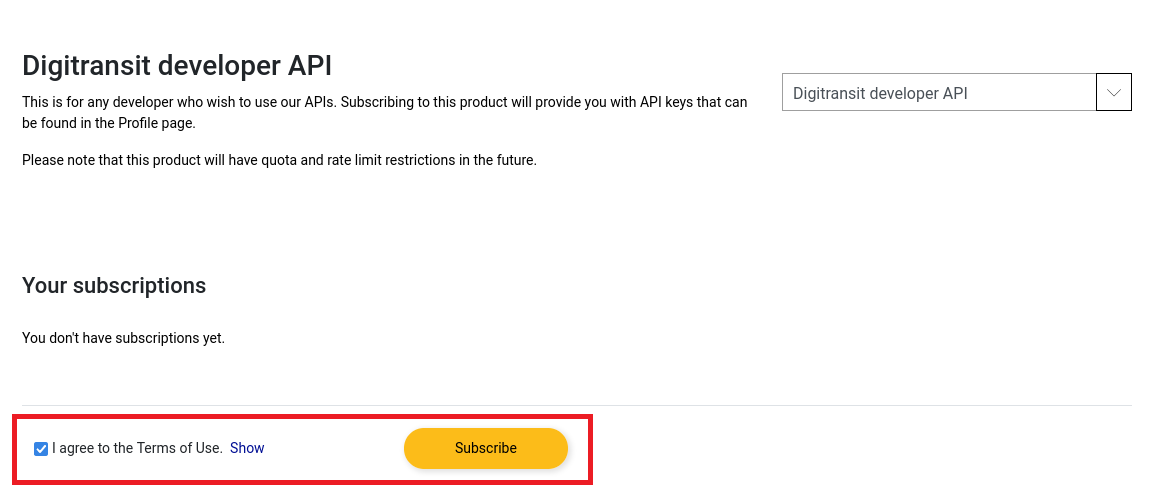 Digitransit developer API
This is for any developer who wish to use our APIs. Subscribing to this product will provide you with API keys that can
be found in the Profile page.
Please note that this product will have quota and rate limit restrictions in the future.
Digitransit developer API
Your subscriptions
You don't have subscriptions yet.
I agree to the Terms of Use. Show
Subscribe